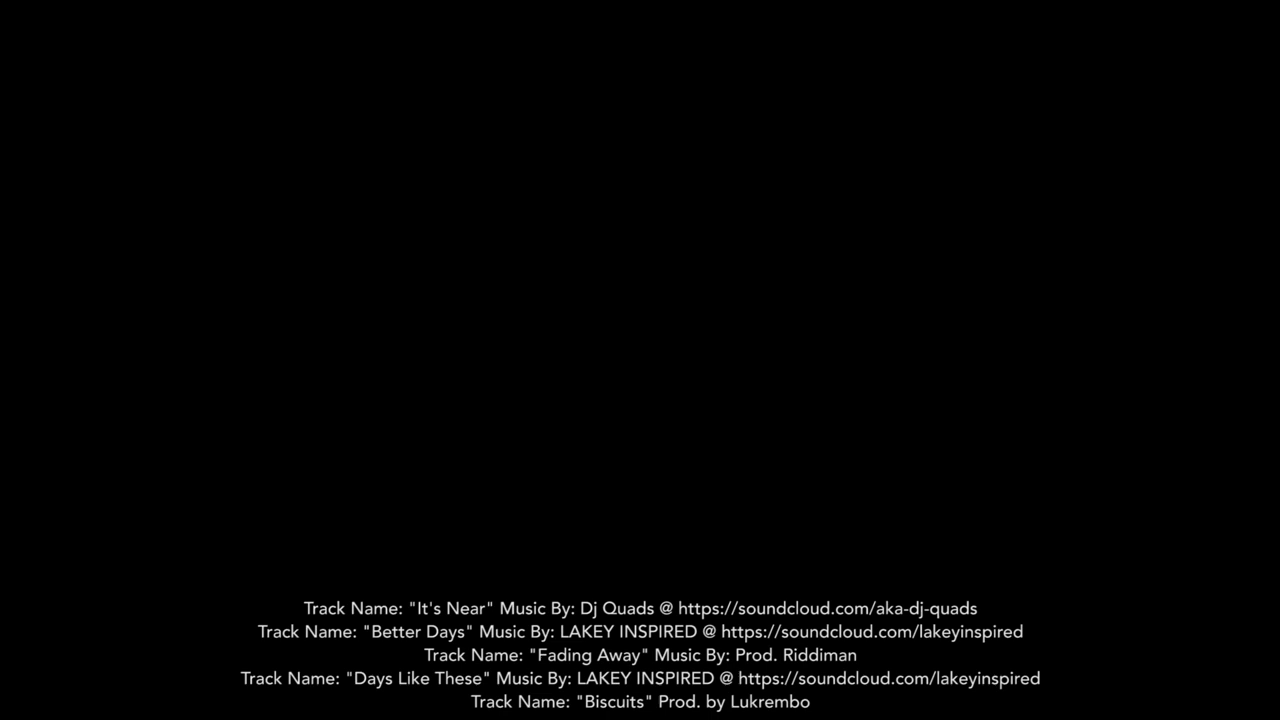 Track Name: "It's Near" Music By: Dj Quads @ https://soundcloud.com/aka-dj-quads
Track Name: "Better Days" Music By: LAKEY INSPIRED @ https://soundcloud.com/lakeyinspired
Track Name: "Fading Away" Music By: Prod. Riddiman
Track Name: "Days Like These" Music By: LAKEY INSPIRED @ https://soundcloud.com/lakeyinspired
Track Name: "Biscuits" Prod. by Lukrembo